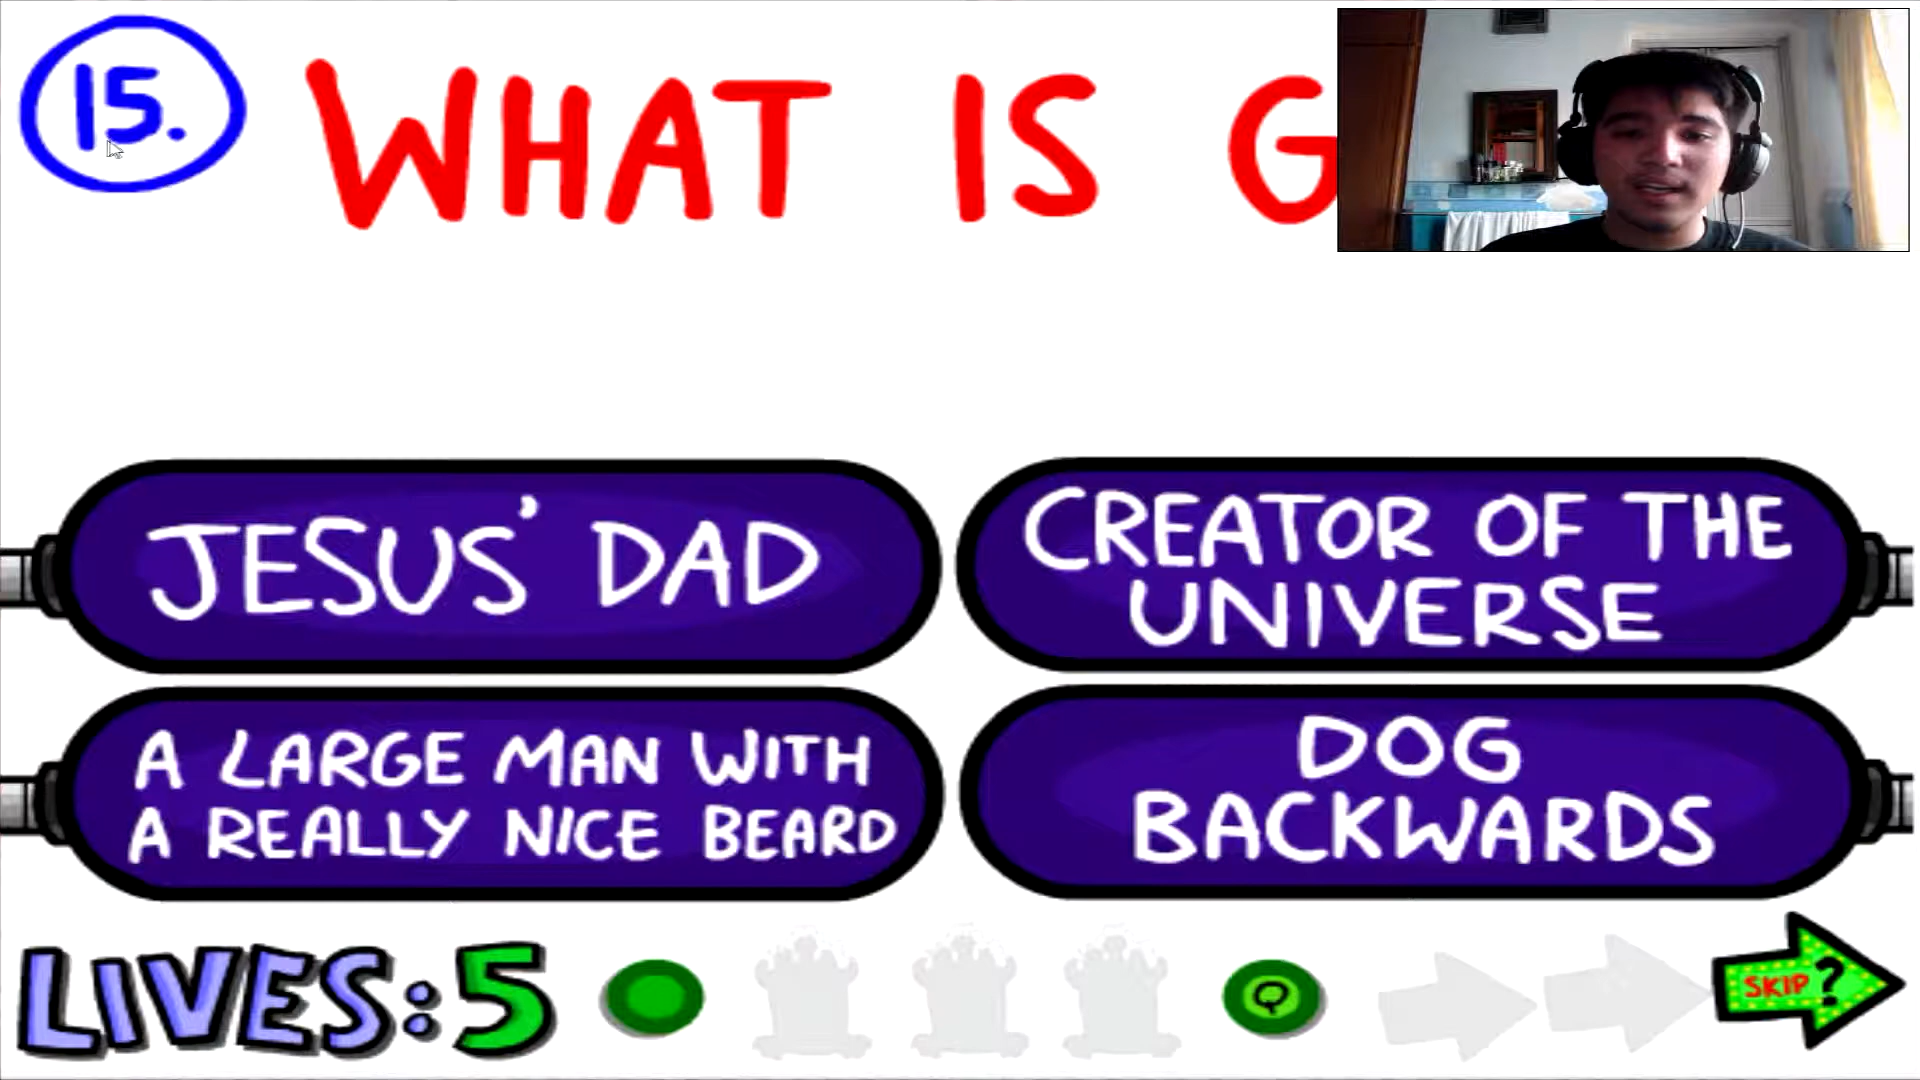 15.
WHAT IS G
JESUS' DAD
CREATOR OF THE
UNIVERSE
A LARGE MAN WITH
A REALLY NICE BEARD
DOG
BACKWARDS
LIVES: 5
Q
SKIP?